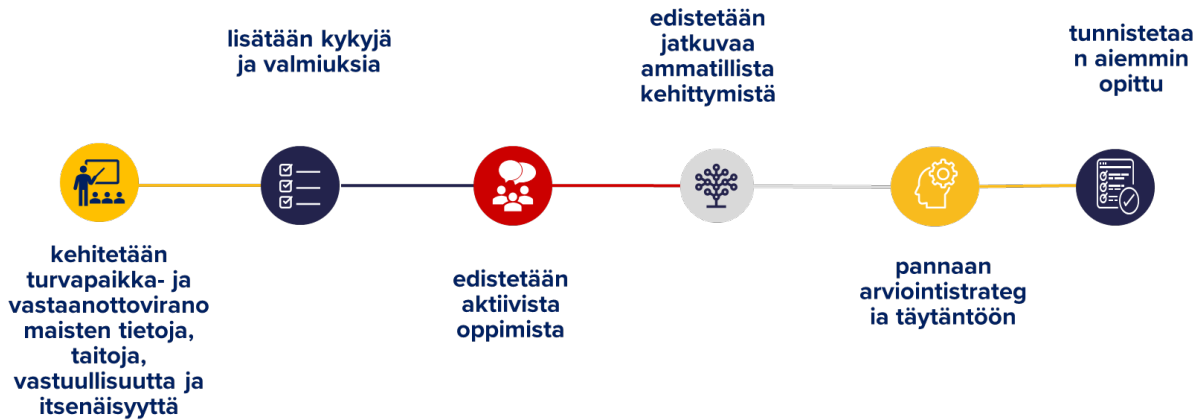 kehitetään
turvapaikka- ja
vastaanottovirano
maisten tietoja,
taitoja,
vastuullisuutta ja
itsenäisyyttä
lisätään kykyjä
ja valmiuksia
edistetään
aktiivista
oppimista
edistetään
jatkuvaa
ammatillista
kehittymistä
pannaan
arviointistrateg
ia täytäntöön
tunnistetaa
n aiemmin
opittu